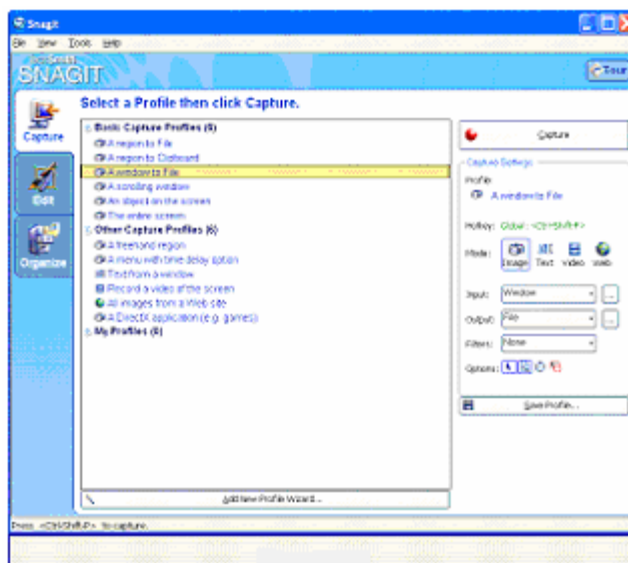 SnagIt
File View Tools Help
SNAGIT
Tour
Select a Profile then click Capture.
Capture
Edit
Organize
Basic Capture Profiles (6)
A region to File
A region to Clipboard
A window to File
A scrolling window
An object on the screen
The entire screen
Other Capture Profiles (6)
A freehand region
A menu with time delay option
Text from a window
Record a video of the screen
All images from a Web site
A DirectX application (e.g. games)
My Profiles (0)
Add New Profile Wizard...
Capture
Capture Settings
Profile:
A window to File
Hotkey: Global: <Ctrl+Shift+P>
Mode:
Image Text Video Web
Input: Window ...
Output: File ...
Filters: None
Options:
Save Profile...
Press <Ctrl+Shift+P> to capture.